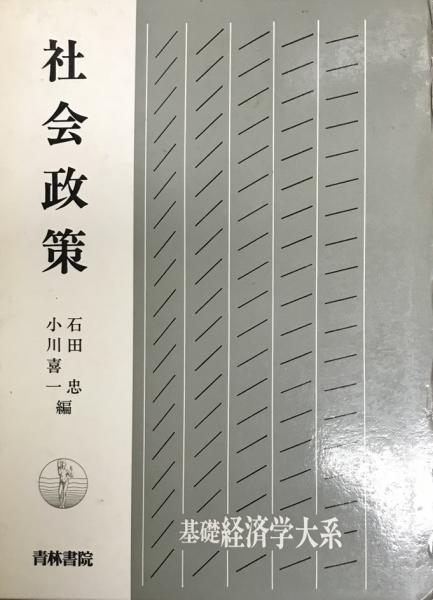 社会政策
石田 忠
小川喜一
編
青林書院
基礎経済学大系